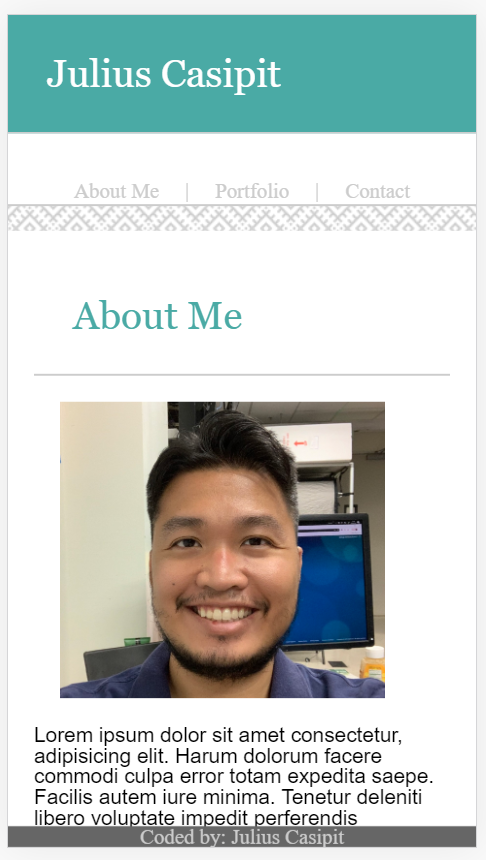 Julius Casipit
About Me | Portfolio | Contact
About Me
Lorem ipsum dolor sit amet consectetur,
adipisicing elit. Harum dolorum facere
commodi culpa error totam expedita saepe.
Facilis autem iure minima. Tenetur deleniti
libero voluptate impedit perferendis
Coded by: Julius Casipit